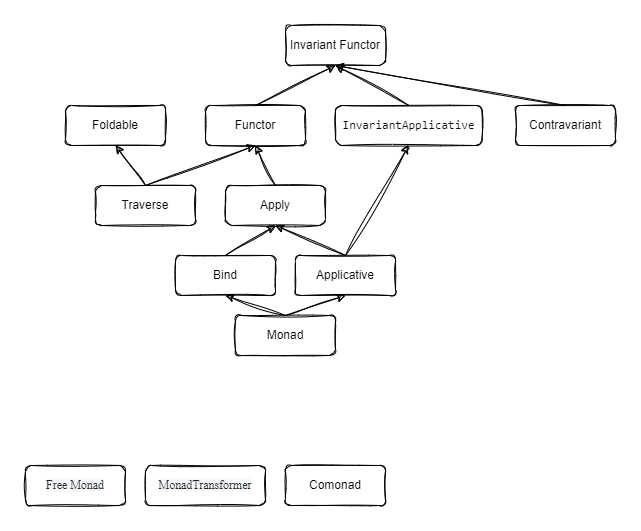 Invariant Functor
Foldable
Functor
InvariantApplicative
Contravariant
Traverse
Apply
Bind
Applicative
Monad
Free Monad
MonadTransformer
Comonad